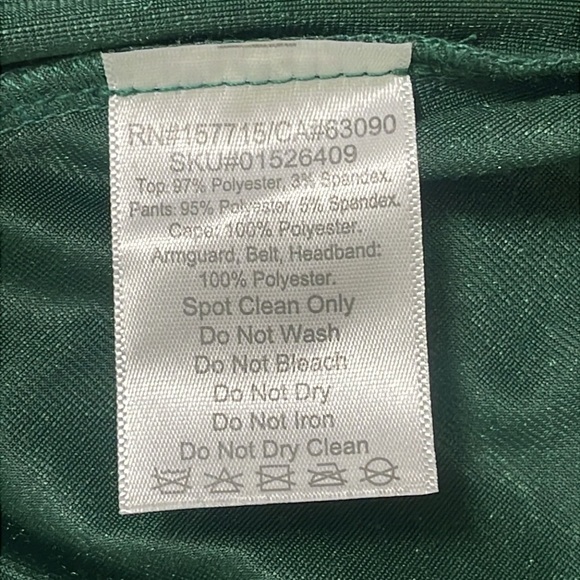 RN#157715/CA#63090
SKU#01526409
Top: 97% Polyester, 3% Spandex.
Pants: 95% Polyester, 5% Spandex.
Cape: 100% Polyester.
Armguard, Belt, Headband:
100% Polyester.
Spot Clean Only
Do Not Wash
Do Not Bleach
Do Not Dry
Do Not Iron
Do Not Dry Clean